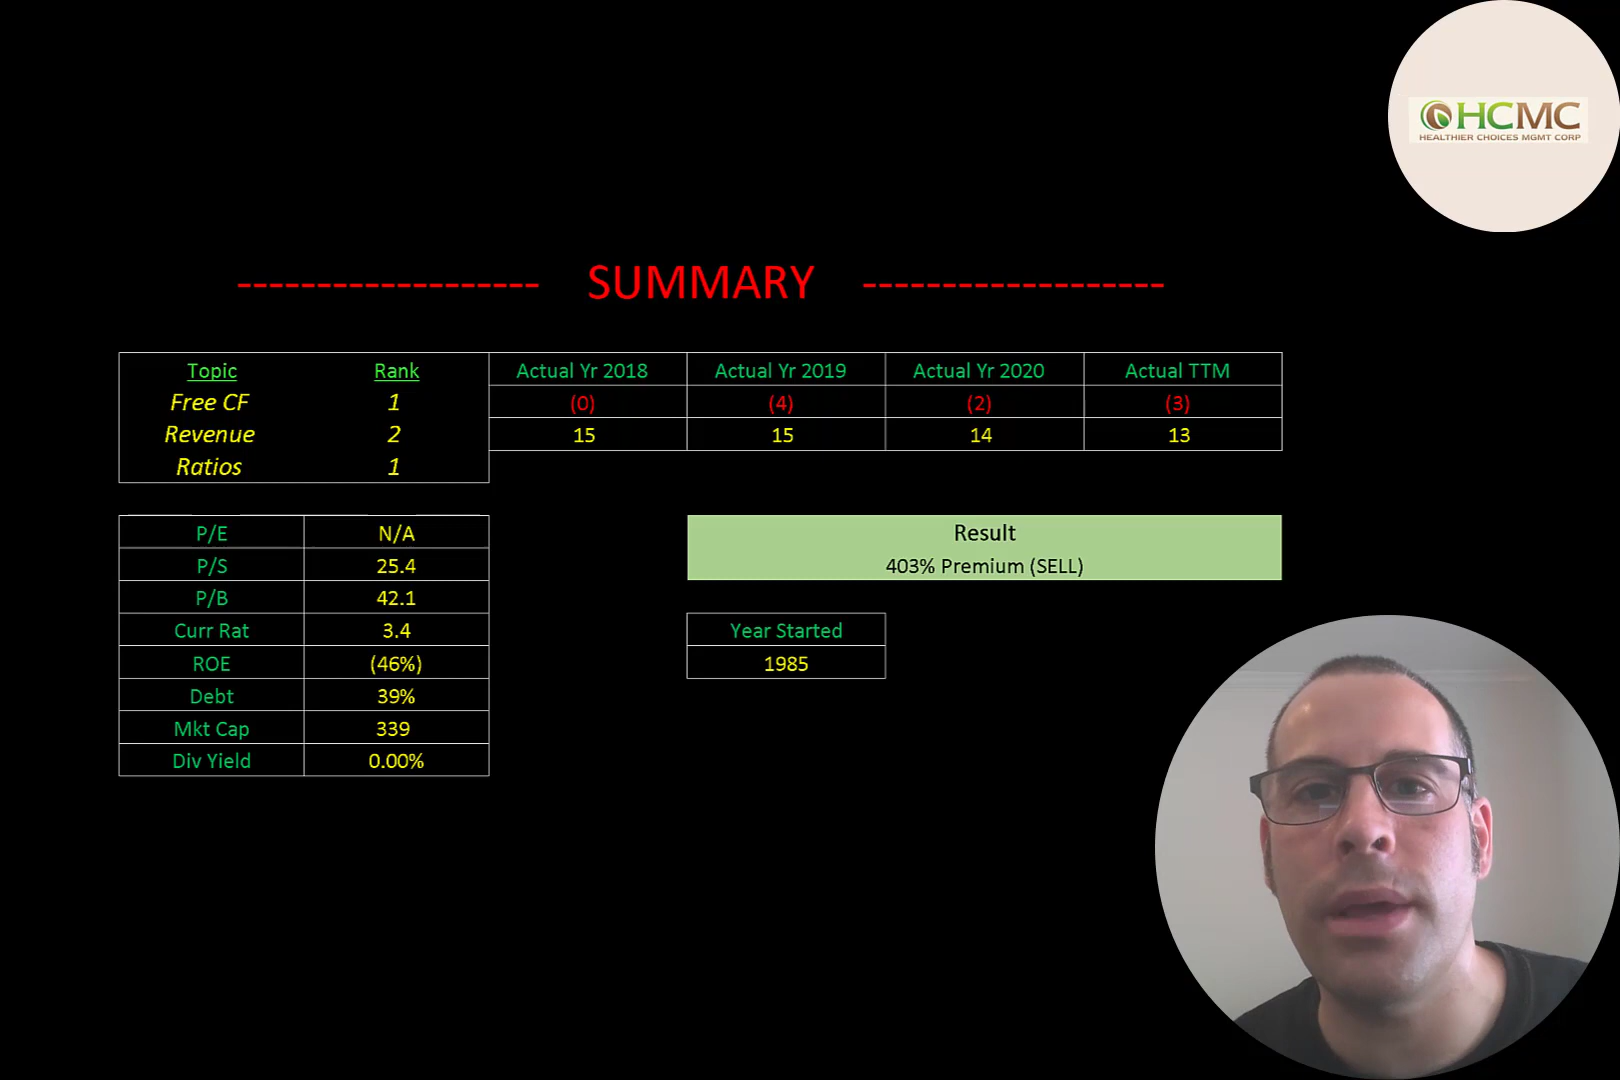 HCMC
HEALTHIER CHOICES MGMT CORP
------------------- SUMMARY -------------------
Topic Rank Actual Yr 2018 Actual Yr 2019 Actual Yr 2020 Actual TTM
Free CF 1 (0) (4) (2) (3)
Revenue 2 15 15 14 13
Ratios 1
P/E N/A Result
P/S 25.4 403% Premium (SELL)
P/B 42.1
Curr Rat 3.4 Year Started
ROE (46%) 1985
Debt 39%
Mkt Cap 339
Div Yield 0.00%